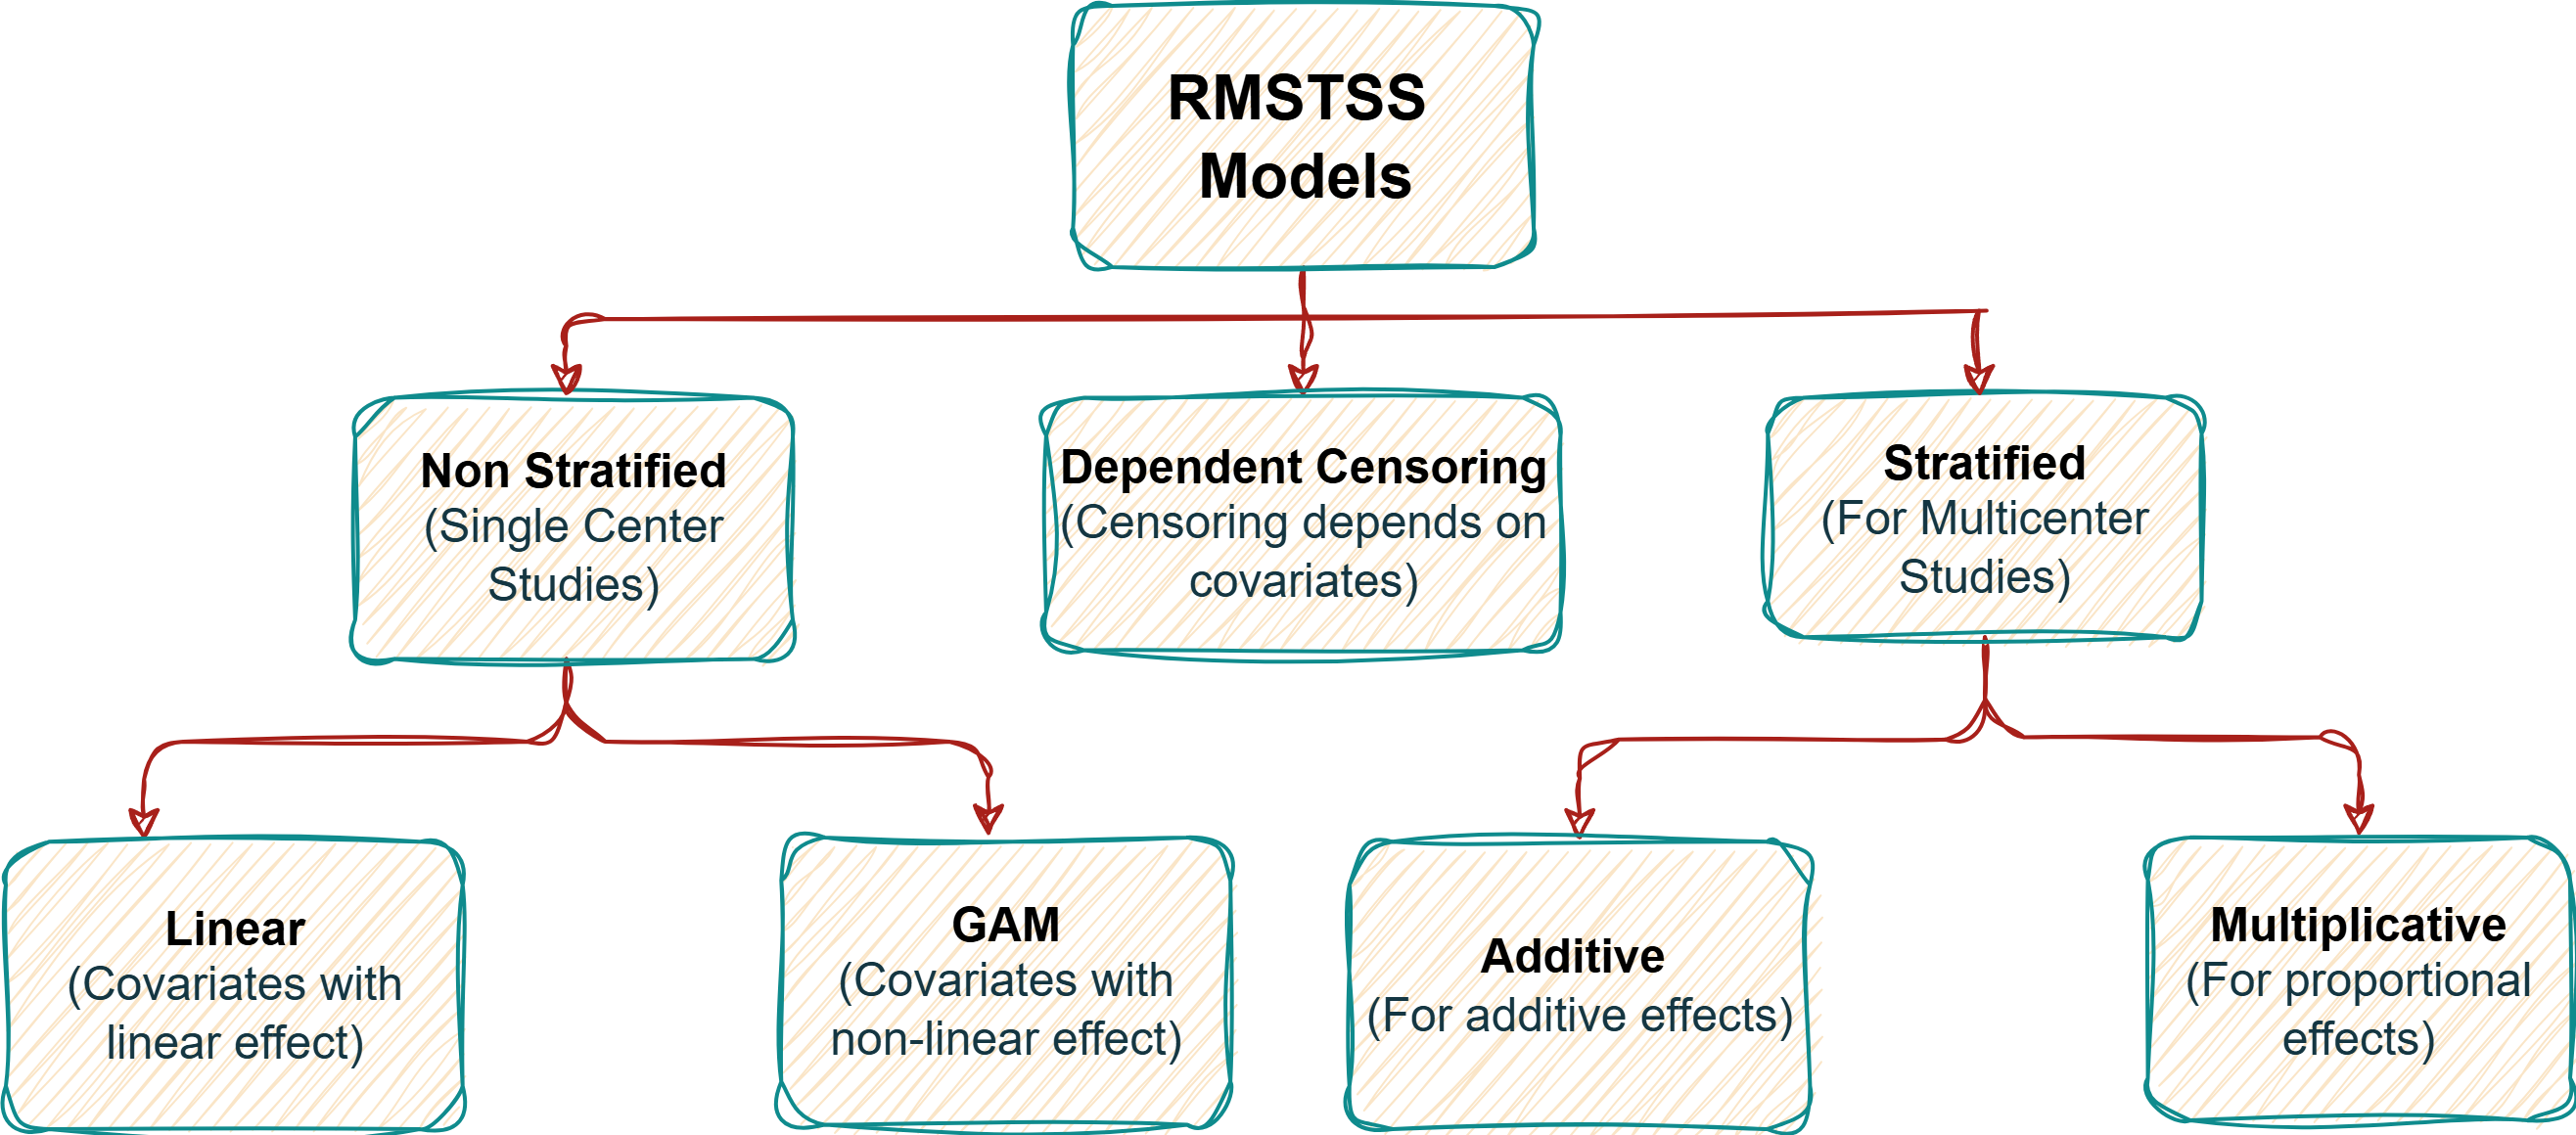 RMSTSS
Models
Non Stratified
(Single Center
Studies)
Dependent Censoring
(Censoring depends on
covariates)
Stratified
(For Multicenter
Studies)
Linear
(Covariates with
linear effect)
GAM
(Covariates with
non-linear effect)
Additive
(For additive effects)
Multiplicative
(For proportional
effects)